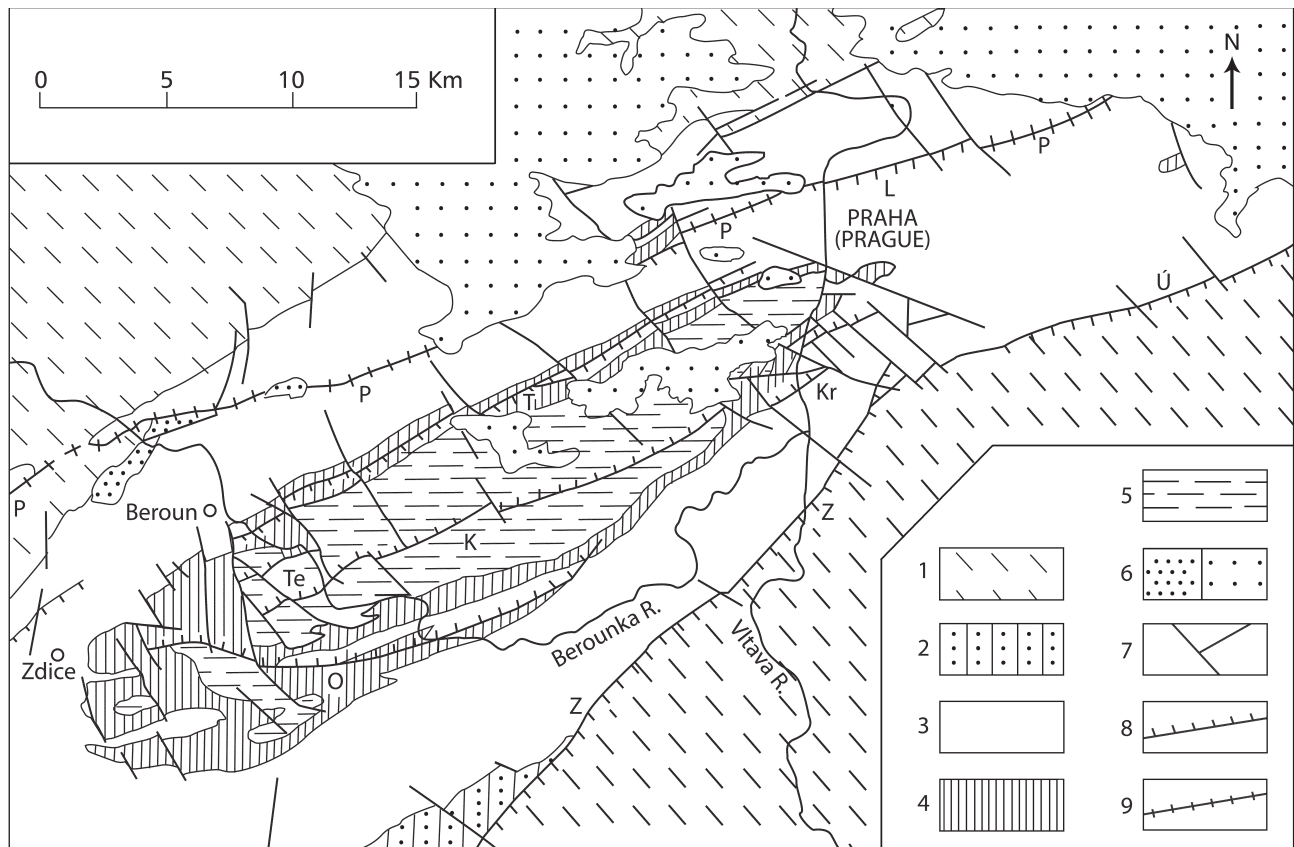 0 5 10 15 Km
N
P
L
PRAHA
(PRAGUE)
P
Ú
P
Kr
T
P
Beroun
Z
K
Te
Berounka R.
Vltava R.
Zdice
O
Z
1
2
3
4
5
6
7
8
9